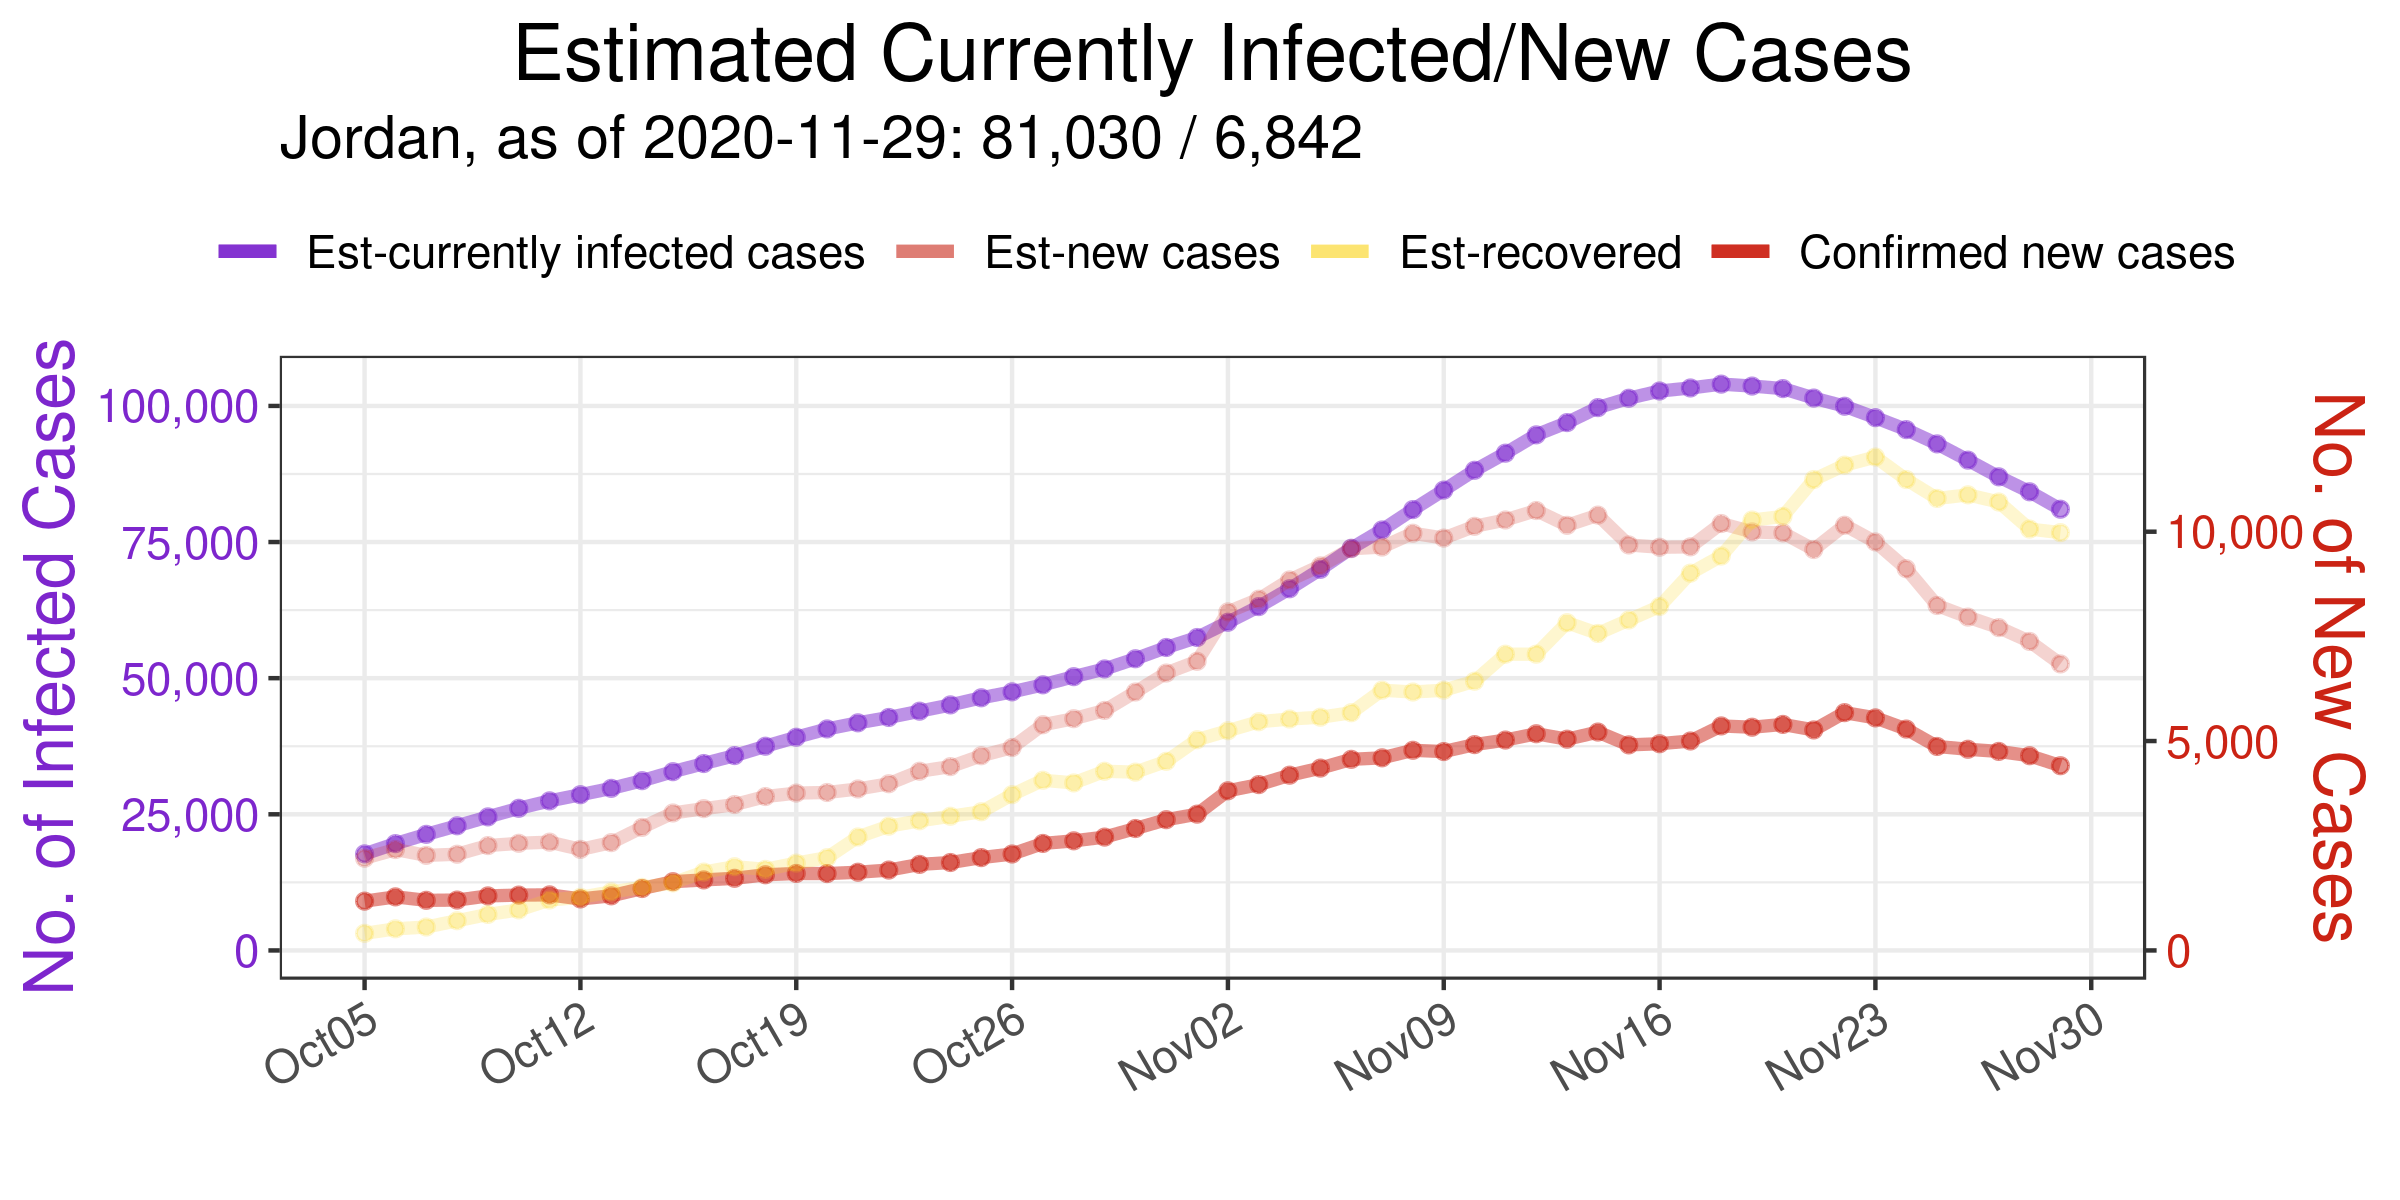 Estimated Currently Infected/New Cases
Jordan, as of 2020-11-29: 81,030 / 6,842
Est-currently infected cases Est-new cases Est-recovered Confirmed new cases
No. of Infected Cases
100,000
75,000
50,000
25,000
0
No. of New Cases
10,000
5,000
0
Oct05 Oct12 Oct19 Oct26 Nov02 Nov09 Nov16 Nov23 Nov30